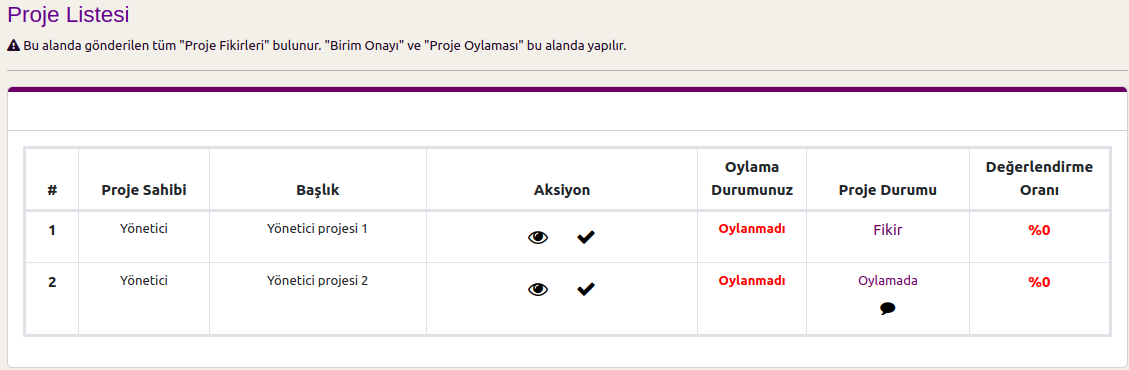 Proje Listesi
Bu alanda gönderilen tüm "Proje Fikirleri" bulunur. "Birim Onayı" ve "Proje Oylaması" bu alanda yapılır.
# Proje Sahibi Başlık Aksiyon Oylama Durumunuz Proje Durumu Değerlendirme Oranı
1 Yönetici Yönetici projesi 1 Oylanmadı Fikir %0
2 Yönetici Yönetici projesi 2 Oylanmadı Oylamada %0